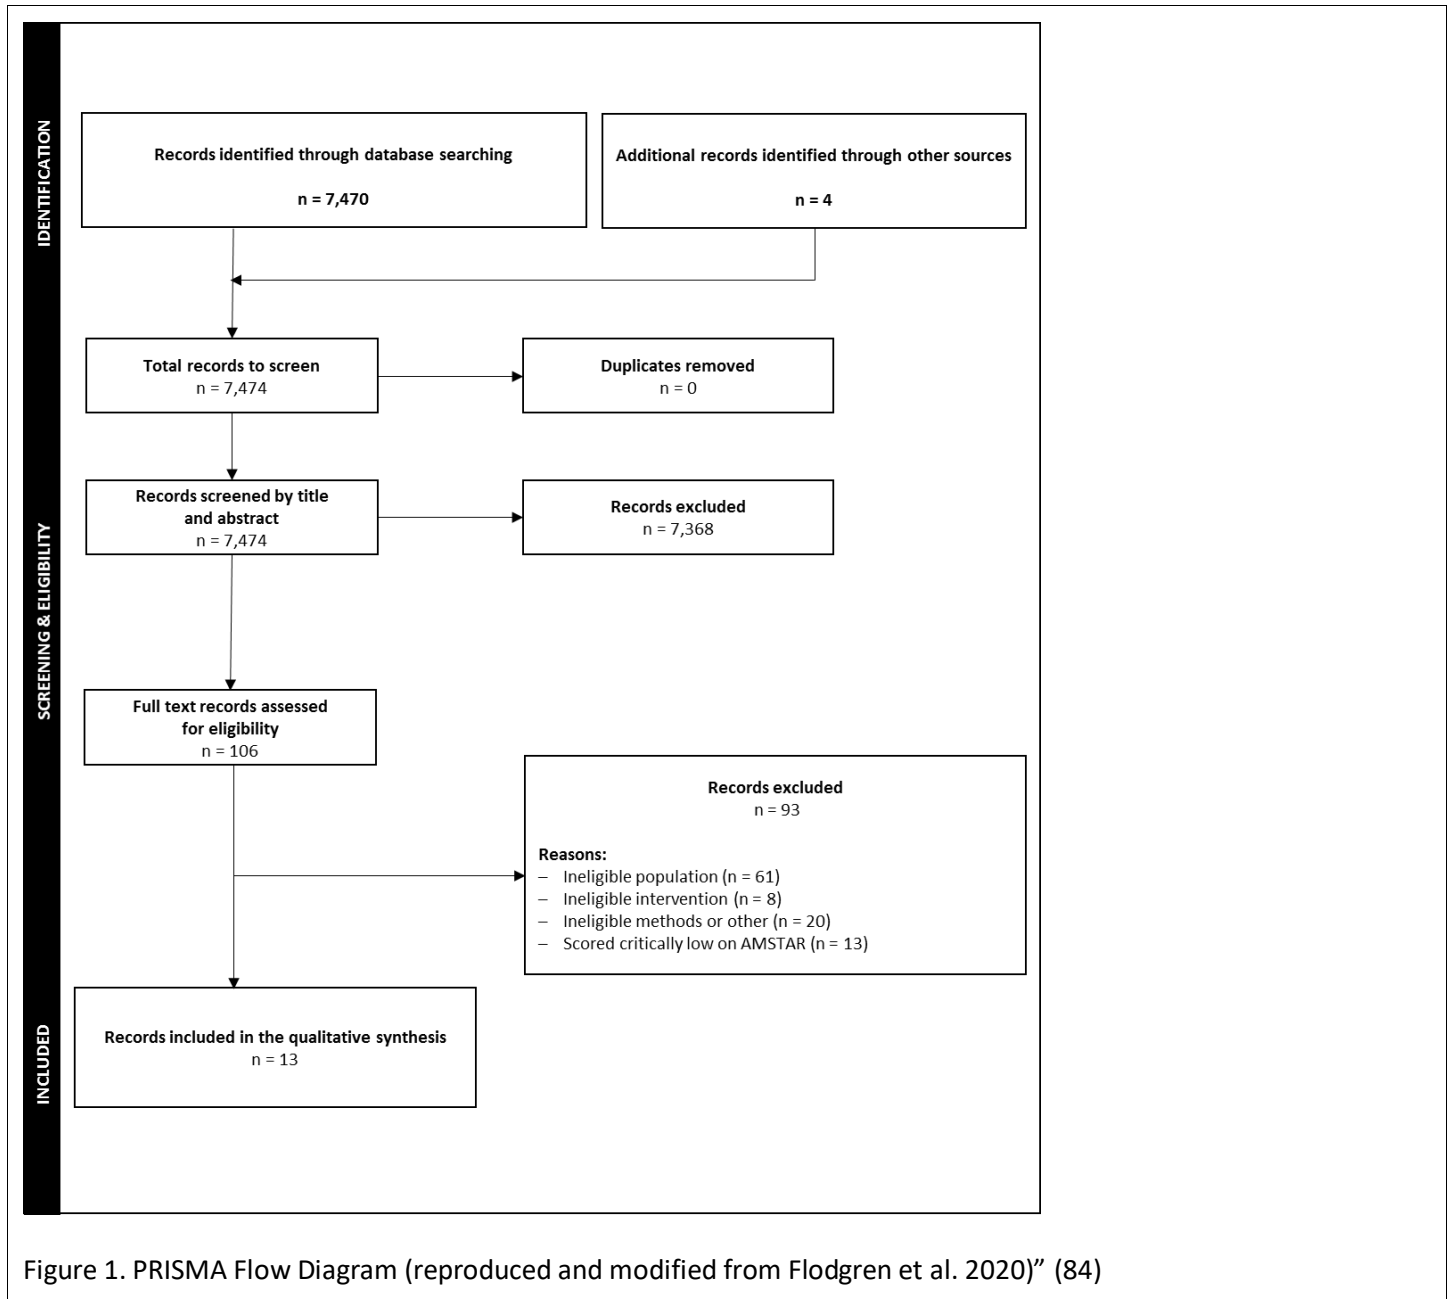 IDENTIFICATION
Records identified through database searching
n = 7,470
Additional records identified through other sources
n = 4
SCREENING & ELIGIBILITY
Total records to screen
n = 7,474
Duplicates removed
n = 0
Records screened by title
and abstract
n = 7,474
Records excluded
n = 7,368
Full text records assessed
for eligibility
n = 106
Records excluded
n = 93
Reasons:
– Ineligible population (n = 61)
– Ineligible intervention (n = 8)
– Ineligible methods or other (n = 20)
– Scored critically low on AMSTAR (n = 13)
INCLUDED
Records included in the qualitative synthesis
n = 13
Figure 1. PRISMA Flow Diagram (reproduced and modified from Flodgren et al. 2020)” (84)